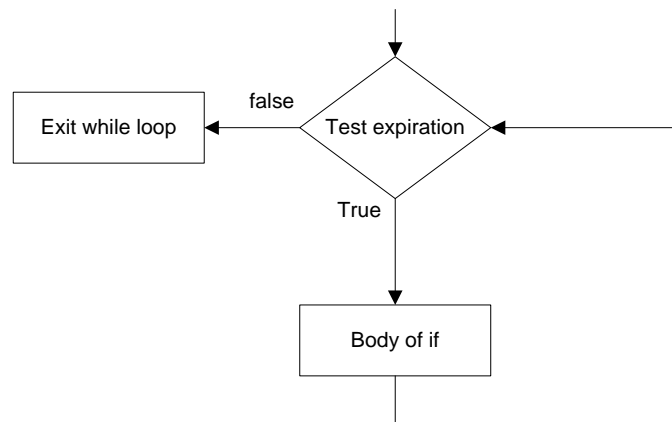 false
Exit while loop
Test expiration
True
Body of if